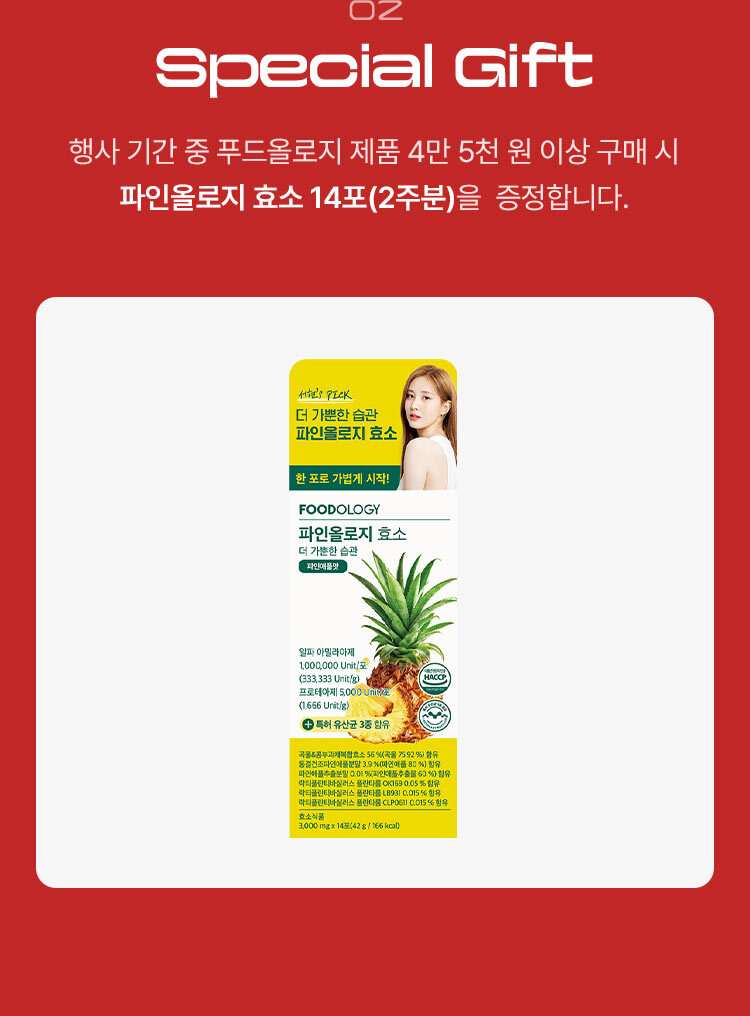 02
Special Gift
행사 기간 중 푸드올로지 제품 4만 5천 원 이상 구매 시
파인올로지 효소 14포(2주분)을 증정합니다.
서현's PICK
더 가뿐한 습관
파인올로지 효소
한 포로 가볍게 시작!
FOODOLOGY
파인올로지 효소
더 가뿐한 습관
파인애플맛
알파 아밀라아제
1,000,000 Unit/포
(333,333 Unit/g)
프로테아제 5,000 Unit/포
(1,666 Unit/g)
+ 특허 유산균 3종 함유
HACCP
곡물&콩부과채복합효소 56 %(곡물 75.92 %) 함유
동결건조파인애플분말 3.9 %(파인애플 80 %) 함유
파인애플추출분말 0.01 %(파인애플추출물 60 %) 함유
락티플란티바실러스 플란타룸 OK169 0.05 % 함유
락티플란티바실러스 플란타룸 LB931 0.015 % 함유
락티플란티바실러스 플란타룸 CLP0611 0.015 % 함유
효소식품
3,000 mg x 14포(42 g / 166 kcal)